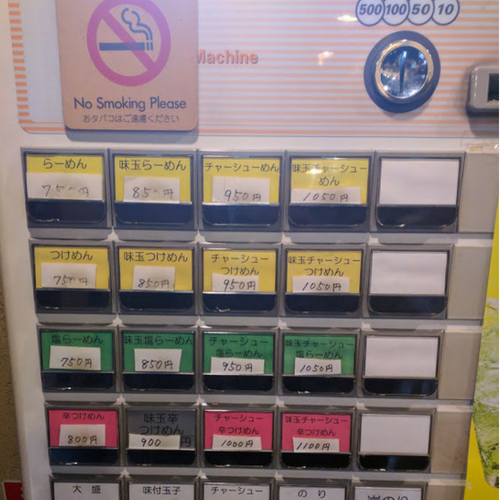 500 100 50 10
Machine
No Smoking Please
おタバコはご遠慮ください
らーめん
750円
味玉らーめん
850円
チャーシューめん
950円
味玉チャーシュー
めん
1050円
つけめん
750円
味玉つけめん
850円
チャーシュー
つけめん
950円
味玉チャーシュー
つけめん
1050円
塩らーめん
750円
味玉塩らーめん
850円
チャーシュー
塩らーめん
950円
味玉チャーシュー
塩らーめん
1050円
辛つけめん
800円
味玉辛
つけめん
900円
チャーシュー
辛つけめん
1000円
味玉チャーシュー
辛つけめん
1100円
大盛
味付玉子
チャーシュー
のり